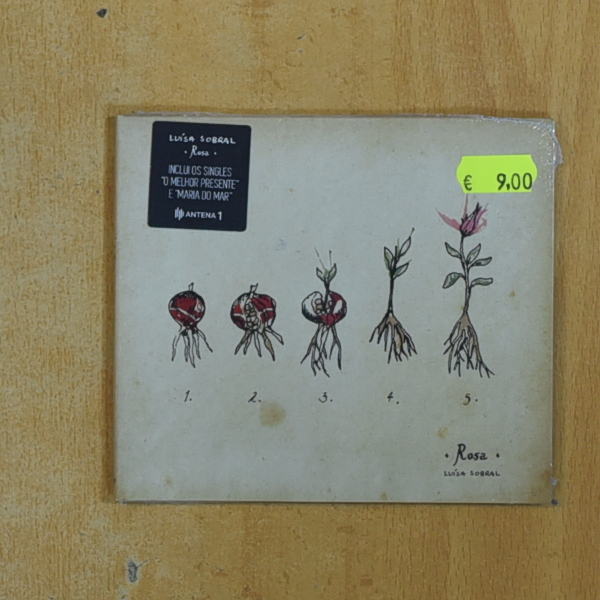 LUÍSA SOBRAL
• Rosa •
INCLUI OS SINGLES
"O MELHOR PRESENTE"
E "MARIA DO MAR"
ANTENA 1
€ 9,00
1. 2. 3. 4. 5.
• Rosa •
LUÍSA SOBRAL